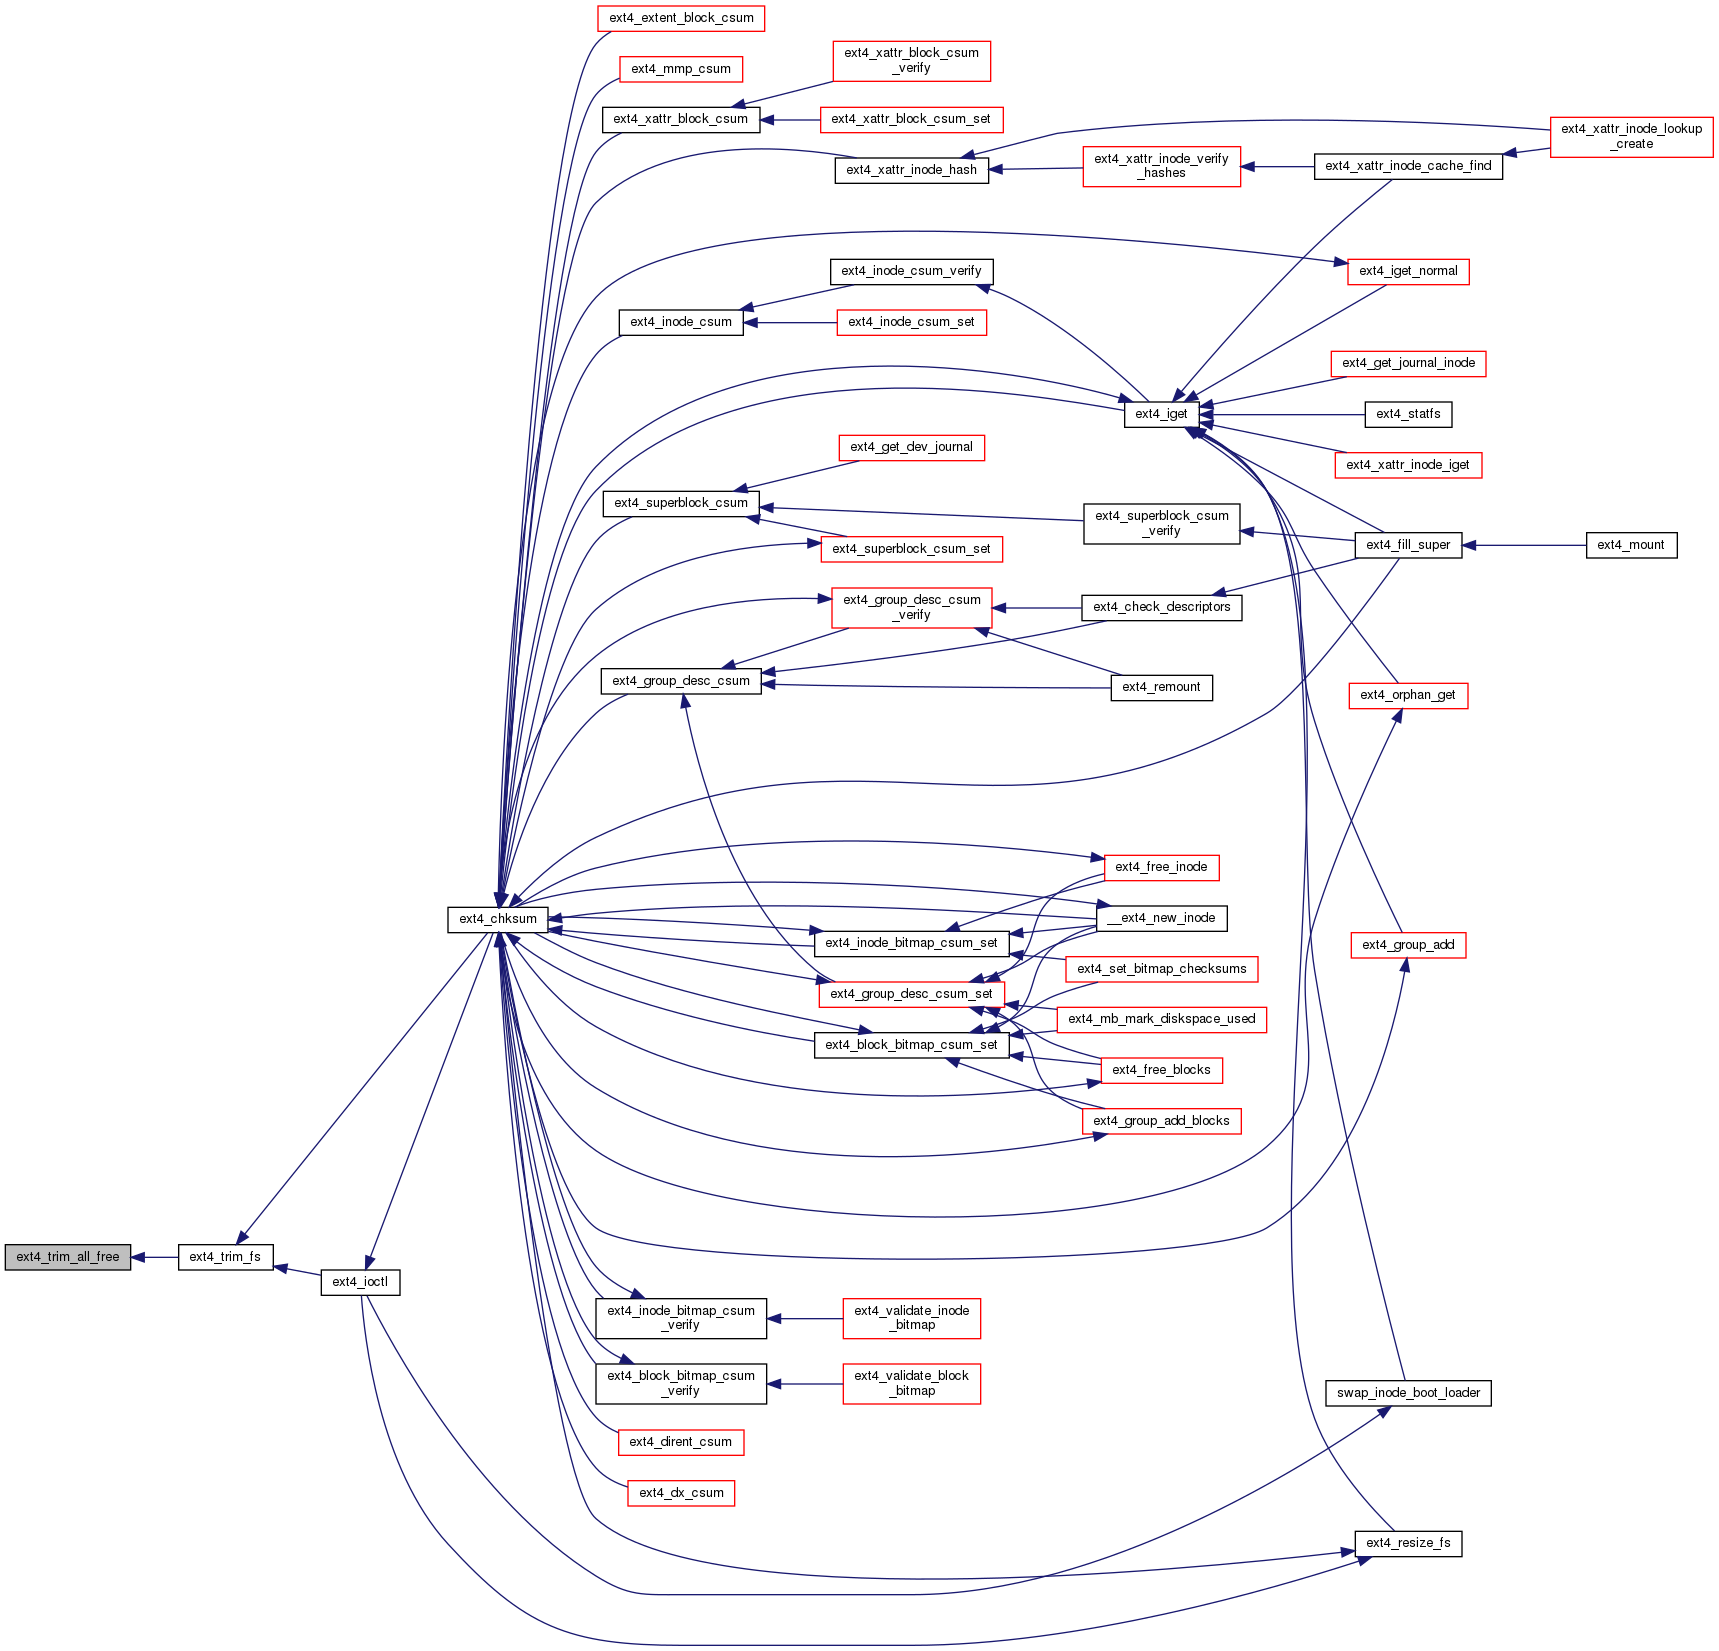 ext4_extent_block_csum
ext4_mmp_csum
ext4_xattr_block_csum
_verify
ext4_xattr_block_csum
ext4_xattr_block_csum_set
ext4_xattr_inode_hash
ext4_xattr_inode_verify
_hashes
ext4_xattr_inode_cache_find
ext4_xattr_inode_lookup
_create
ext4_inode_csum_verify
ext4_iget_normal
ext4_inode_csum
ext4_inode_csum_set
ext4_get_journal_inode
ext4_iget
ext4_statfs
ext4_get_dev_journal
ext4_xattr_inode_iget
ext4_superblock_csum
ext4_superblock_csum
_verify
ext4_superblock_csum_set
ext4_fill_super
ext4_mount
ext4_group_desc_csum
_verify
ext4_check_descriptors
ext4_group_desc_csum
ext4_remount
ext4_orphan_get
ext4_free_inode
ext4_chksum
__ext4_new_inode
ext4_inode_bitmap_csum_set
ext4_group_add
ext4_set_bitmap_checksums
ext4_group_desc_csum_set
ext4_mb_mark_diskspace_used
ext4_block_bitmap_csum_set
ext4_free_blocks
ext4_group_add_blocks
ext4_trim_all_free
ext4_trim_fs
ext4_ioctl
ext4_inode_bitmap_csum
_verify
ext4_validate_inode
_bitmap
ext4_block_bitmap_csum
_verify
ext4_validate_block
_bitmap
swap_inode_boot_loader
ext4_dirent_csum
ext4_dx_csum
ext4_resize_fs